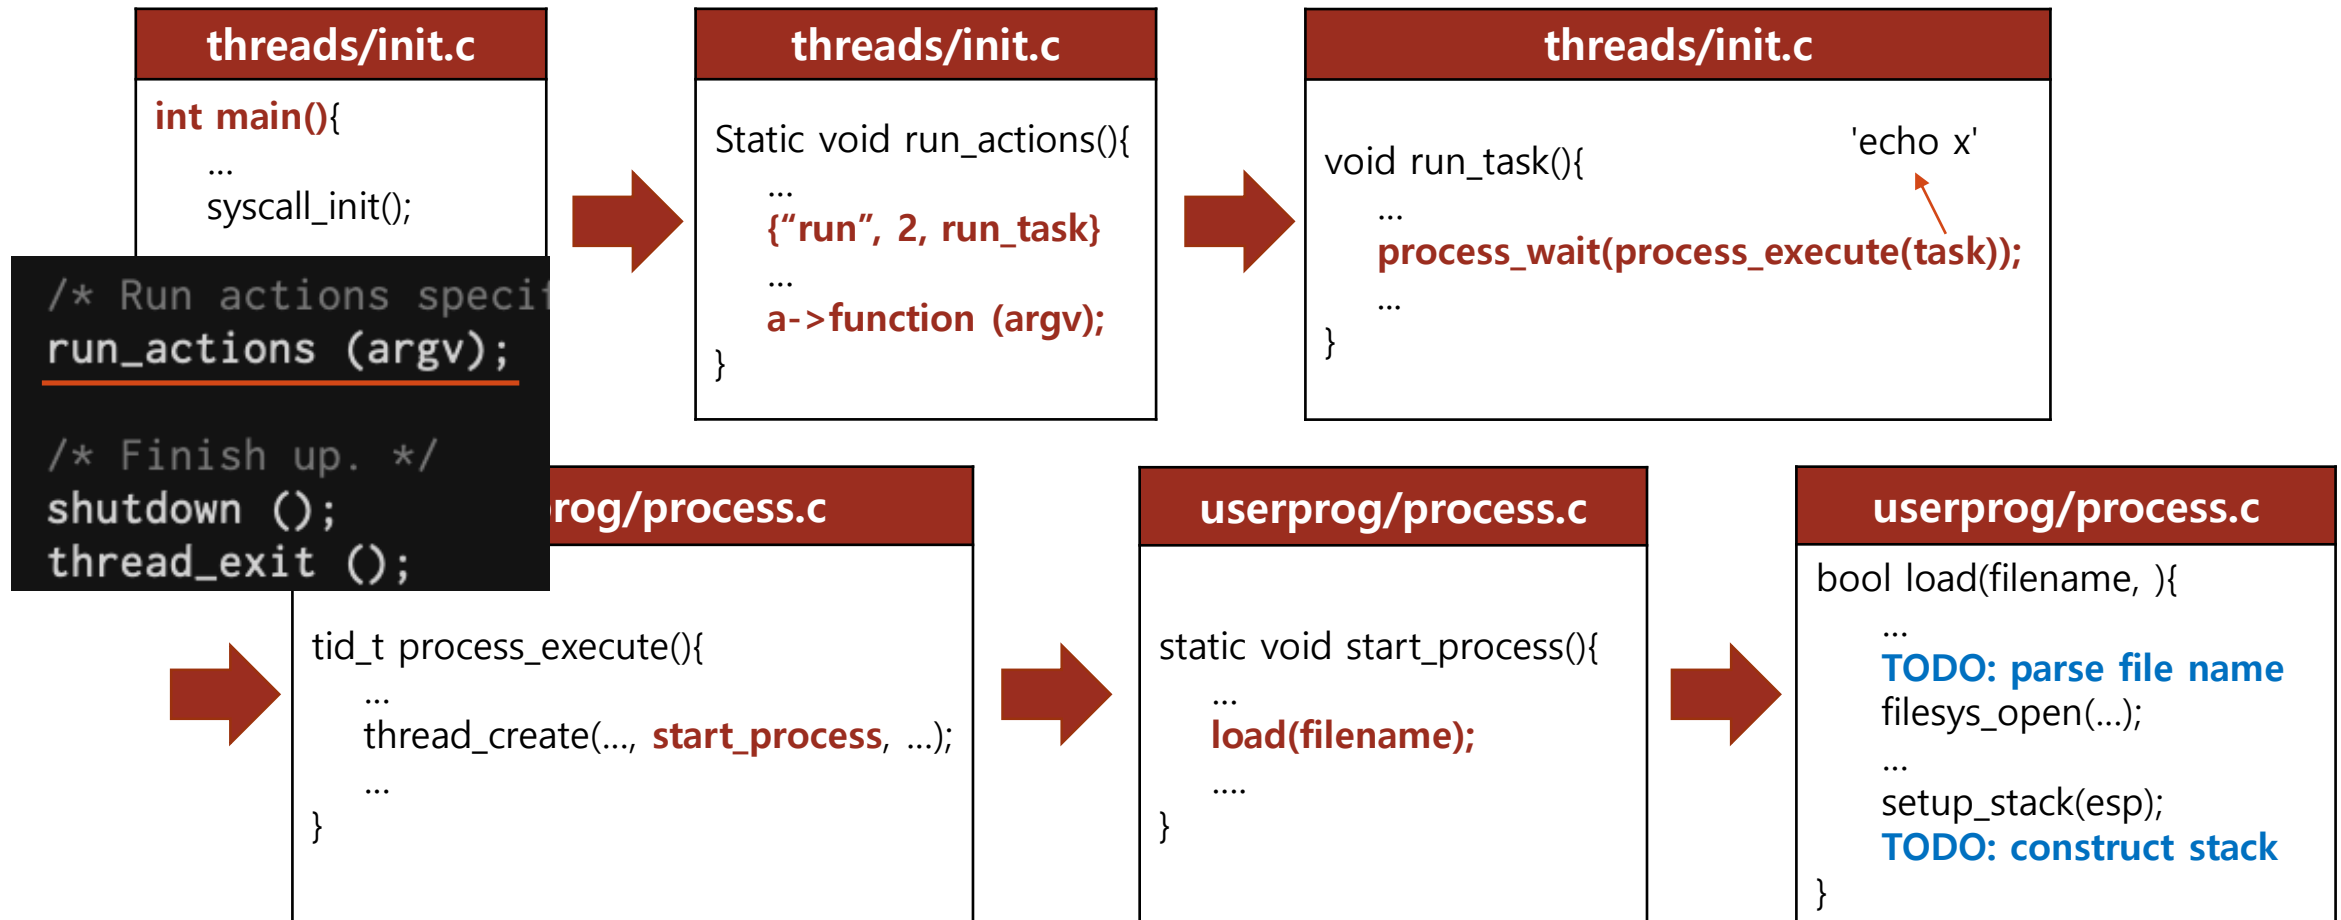 threads/init.c
int main(){
...
syscall_init();
/* Run actions specif
run_actions (argv);
/* Finish up. */
shutdown ();
thread_exit ();
threads/init.c
Static void run_actions(){
...
{“run”, 2, run_task}
...
a->function (argv);
}
threads/init.c
'echo x'
void run_task(){
...
process_wait(process_execute(task));
...
}
rog/process.c
tid_t process_execute(){
...
thread_create(..., start_process, ...);
...
}
userprog/process.c
static void start_process(){
...
load(filename);
....
}
userprog/process.c
bool load(filename, ){
...
TODO: parse file name
filesys_open(...);
...
setup_stack(esp);
TODO: construct stack
}